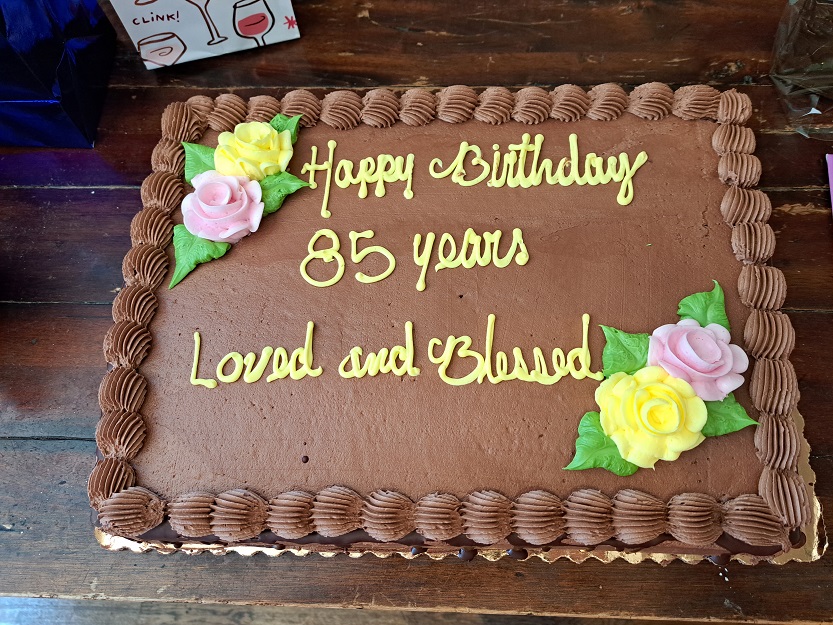 CLINK!
Happy Birthday
85 years
Loved and Blessed